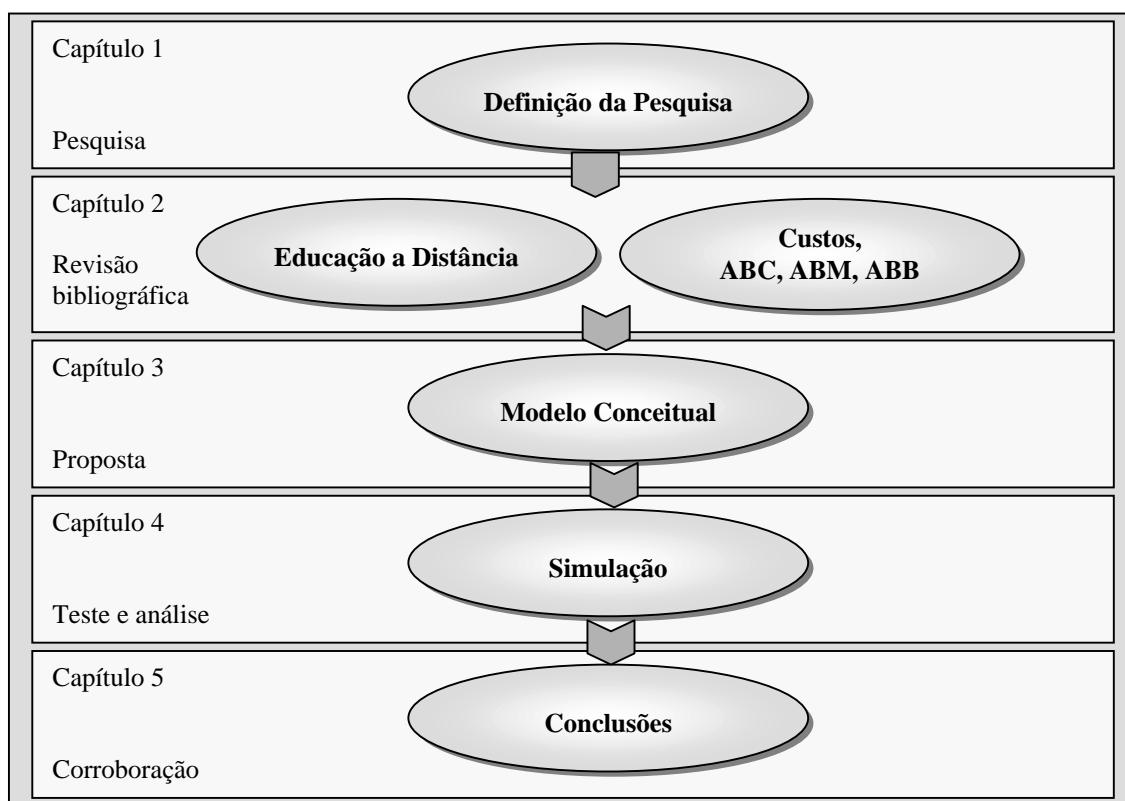 Capítulo 1
Definição da Pesquisa
Pesquisa
Capítulo 2
Revisão
bibliográfica
Educação a Distância
Custos,
ABC, ABM, ABB
Capítulo 3
Modelo Conceitual
Proposta
Capítulo 4
Simulação
Teste e análise
Capítulo 5
Conclusões
Corroboração